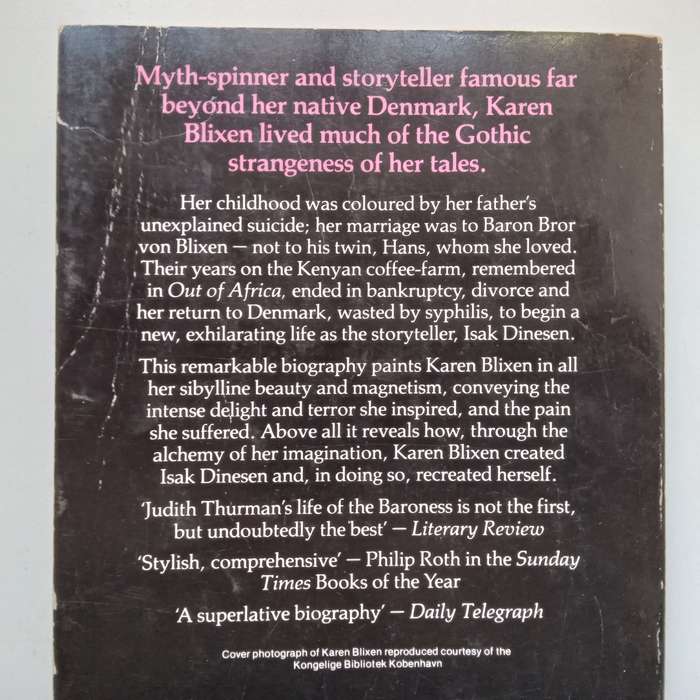 Myth-spinner and storyteller famous far
beyond her native Denmark, Karen
Blixen lived much of the Gothic
strangeness of her tales.
Her childhood was coloured by her father's
unexplained suicide; her marriage was to Baron Bror
von Blixen — not to his twin, Hans, whom she loved.
Their years on the Kenyan coffee-farm, remembered
in Out of Africa, ended in bankruptcy, divorce and
her return to Denmark, wasted by syphilis, to begin a
new, exhilarating life as the storyteller, Isak Dinesen.
This remarkable biography paints Karen Blixen in all
her sibylline beauty and magnetism, conveying the
intense delight and terror she inspired, and the pain
she suffered. Above all it reveals how, through the
alchemy of her imagination, Karen Blixen created
Isak Dinesen and, in doing so, recreated herself.
'Judith Thurman's life of the Baroness is not the first,
but undoubtedly the best' — Literary Review
'Stylish, comprehensive' — Philip Roth in the Sunday
Times Books of the Year
'A superlative biography' — Daily Telegraph
Cover photograph of Karen Blixen reproduced courtesy of the
Kongelige Bibliotek Kobenhavn